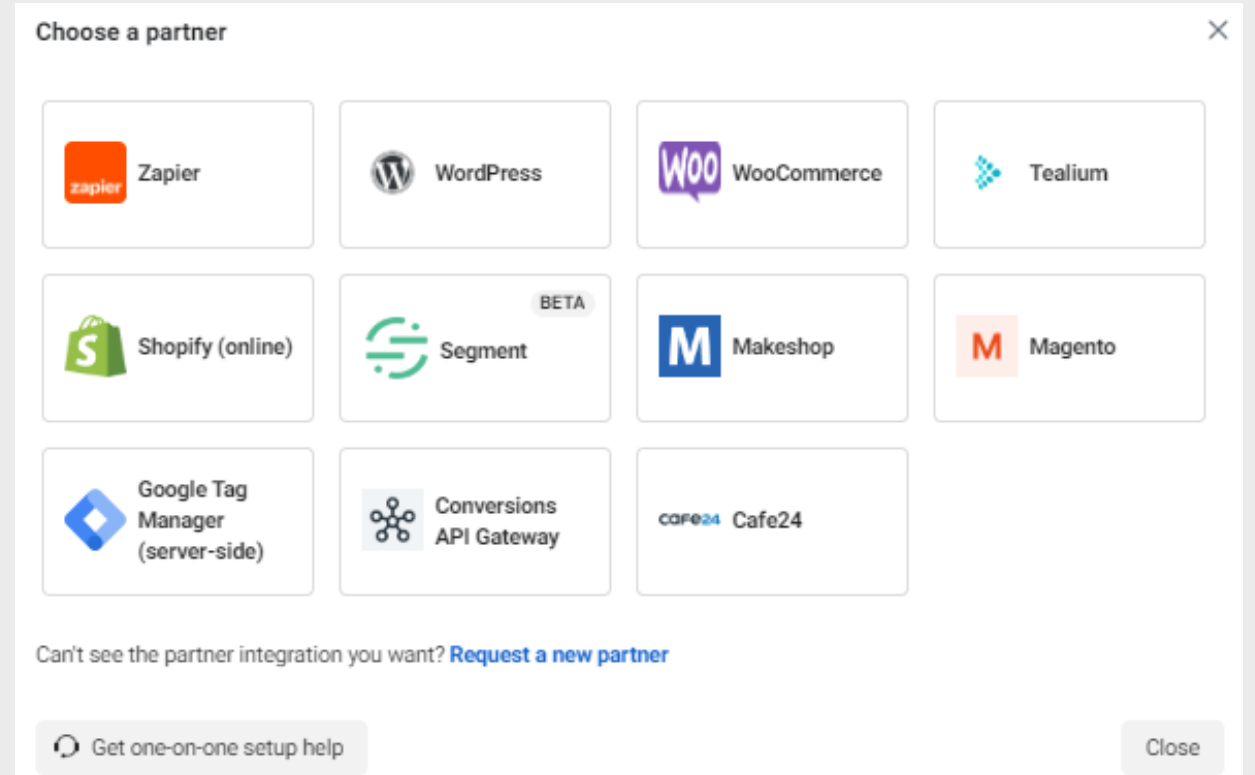 Choose a partner
zapier
Zapier
W
WordPress
WOO
WooCommerce
Tealium
S
Shopify (online)
BETA
Segment
M
Makeshop
M
Magento
Google Tag
Manager
(server-side)
Conversions
API Gateway
cafe24
Cafe24
Can't see the partner integration you want? Request a new partner
Get one-on-one setup help
Close